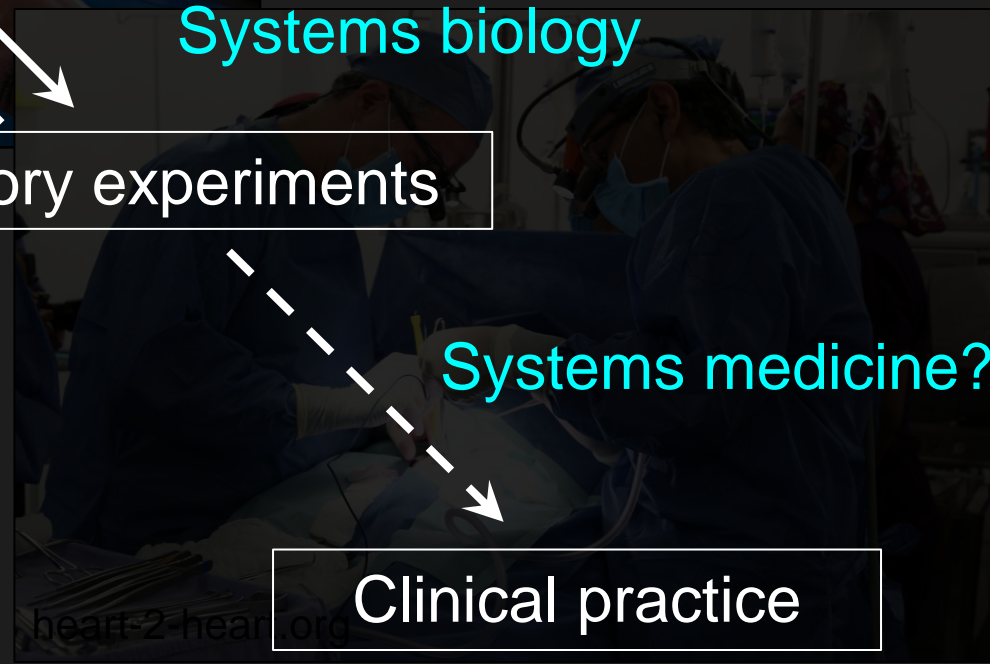 Systems biology
ory experiments
Systems medicine?
Clinical practice
heart-2-heart.org